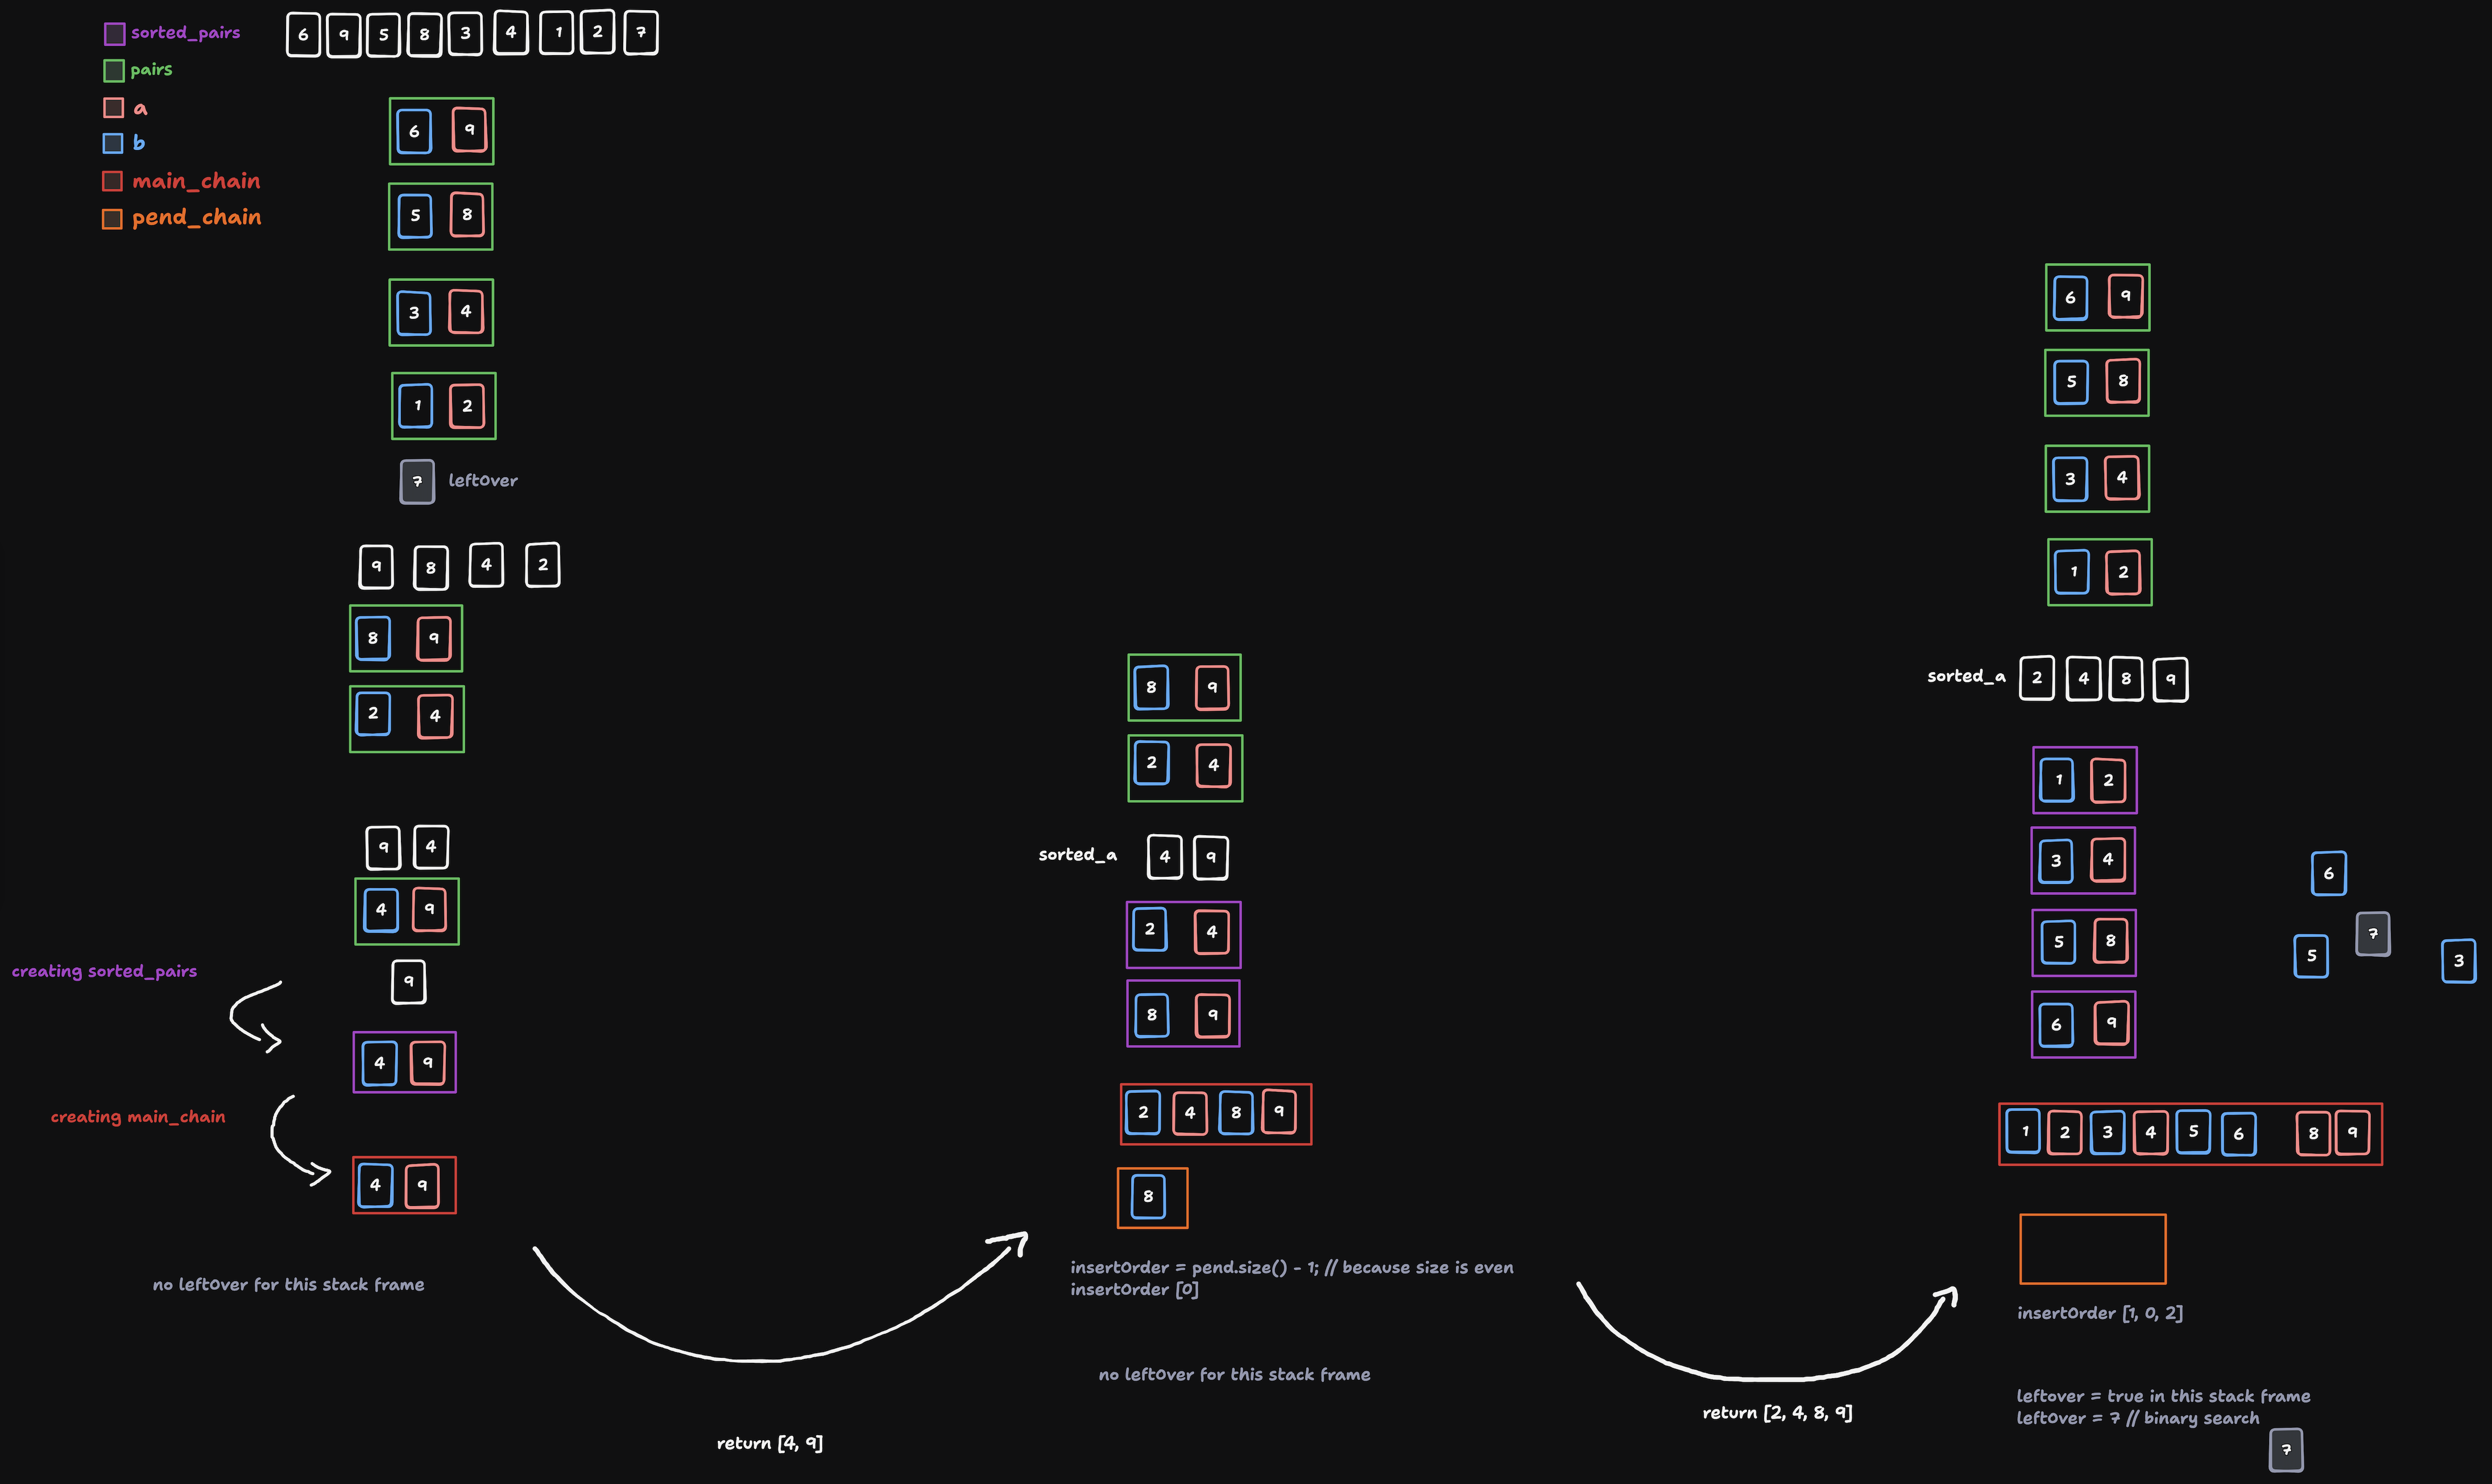 sorted_pairs
pairs
a
b
main_chain
pend_chain
6 9 5 8 3 4 1 2 7
6 9
5 8
3 4
1 2
7 leftOver
9 8 4 2
8 9
2 4
9 4
4 9
9
creating sorted_pairs
4 9
creating main_chain
4 9
no leftOver for this stack frame
return [4, 9]
8 9
2 4
sorted_a 4 9
2 4
8 9
2 4 8 9
8
insertOrder = pend.size() - 1; // because size is even
insertOrder [0]
no leftOver for this stack frame
return [2, 4, 8, 9]
6 9
5 8
3 4
1 2
sorted_a 2 4 8 9
1 2
3 4
5 8
6 9
6
7
5
3
1 2 3 4 5 6 8 9
insertOrder [1, 0, 2]
leftover = true in this stack frame
leftOver = 7 // binary search
7